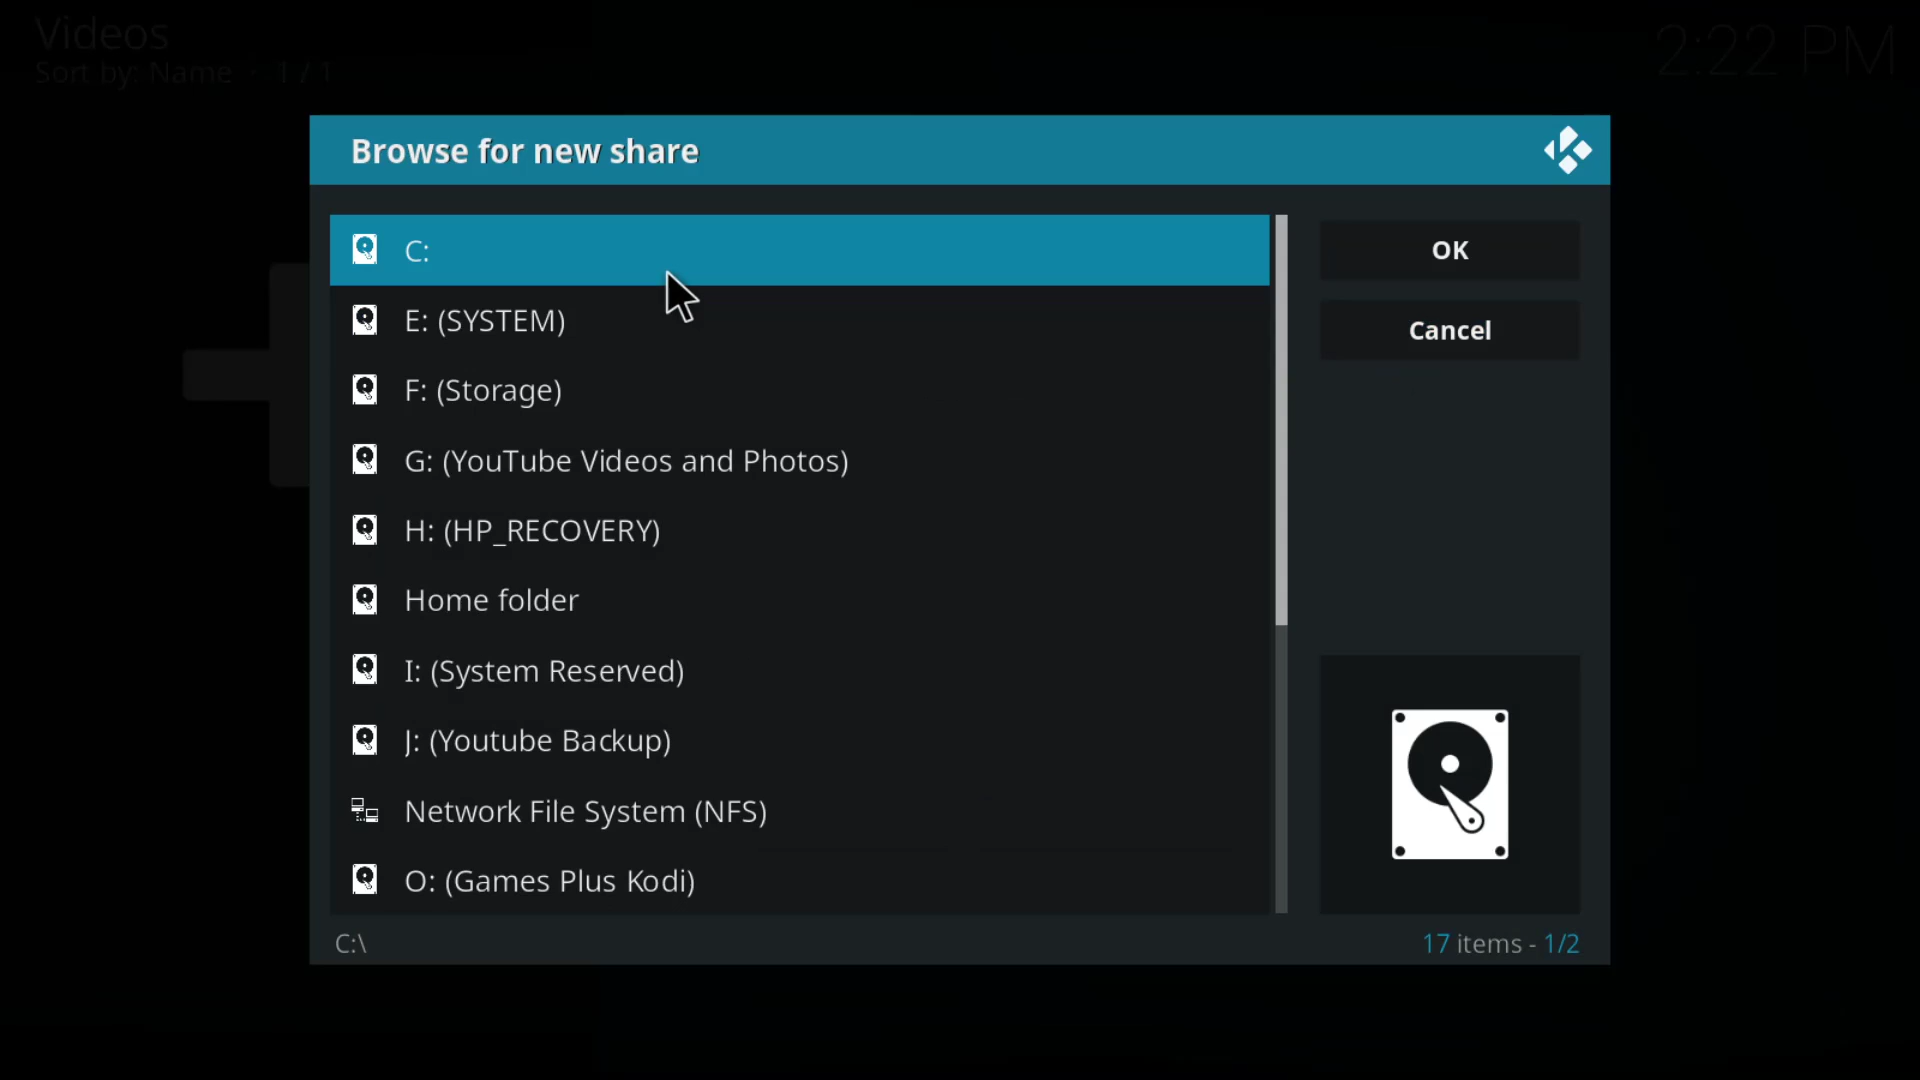 Videos
2:22 PM
Sort by: Name · 1 / 1
Browse for new share
C:
OK
E: (SYSTEM)
Cancel
F: (Storage)
G: (YouTube Videos and Photos)
H: (HP_RECOVERY)
Home folder
I: (System Reserved)
J: (Youtube Backup)
Network File System (NFS)
O: (Games Plus Kodi)
C:\
17 items - 1/2